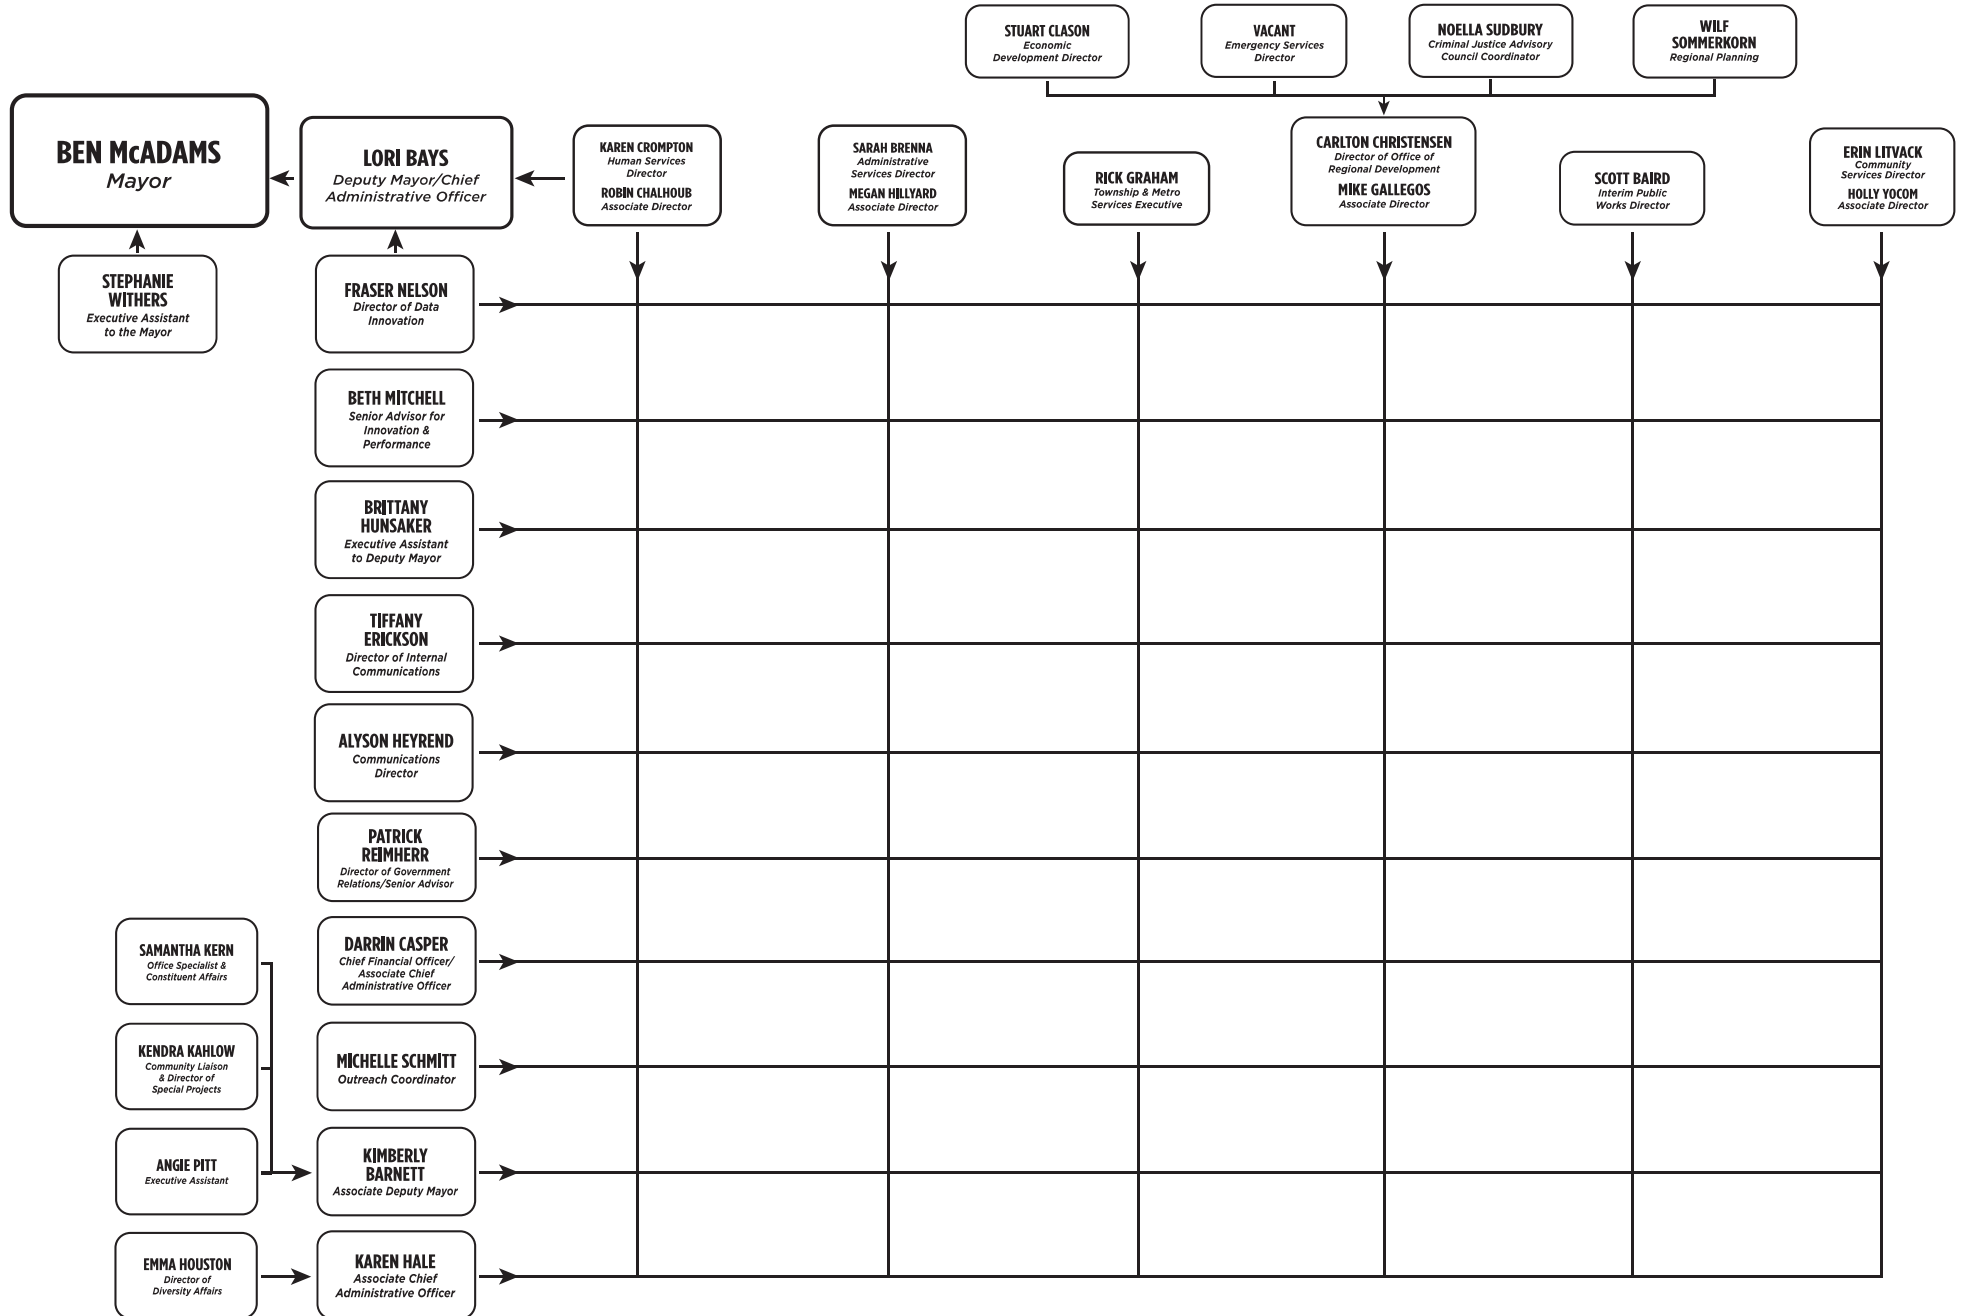 STUART CLASON
Economic
Development Director
VACANT
Emergency Services
Director
NOELLA SUDBURY
Criminal Justice Advisory
Council Coordinator
WILF
SOMMERKORN
Regional Planning
BEN McADAMS
Mayor
LORI BAYS
Deputy Mayor/Chief
Administrative Officer
KAREN CROMPTON
Human Services
Director
ROBIN CHALHOUB
Associate Director
SARAH BRENNA
Administrative
Services Director
MEGAN HILLYARD
Associate Director
RICK GRAHAM
Township & Metro
Services Executive
CARLTON CHRISTENSEN
Director of Office of
Regional Development
MIKE GALLEGOS
Associate Director
SCOTT BAIRD
Interim Public
Works Director
ERIN LITVACK
Community
Services Director
HOLLY YOCOM
Associate Director
STEPHANIE
WITHERS
Executive Assistant
to the Mayor
FRASER NELSON
Director of Data
Innovation
BETH MITCHELL
Senior Advisor for
Innovation &
Performance
BRITTANY
HUNSAKER
Executive Assistant
to Deputy Mayor
TIFFANY
ERICKSON
Director of Internal
Communications
ALYSON HEYREND
Communications
Director
PATRICK
REIMHERR
Director of Government
Relations/Senior Advisor
SAMANTHA KERN
Office Specialist &
Constituent Affairs
DARRIN CASPER
Chief Financial Officer/
Associate Chief
Administrative Officer
KENDRA KAHLOW
Community Liaison
& Director of
Special Projects
MICHELLE SCHMITT
Outreach Coordinator
ANGIE PITT
Executive Assistant
KIMBERLY
BARNETT
Associate Deputy Mayor
EMMA HOUSTON
Director of
Diversity Affairs
KAREN HALE
Associate Chief
Administrative Officer